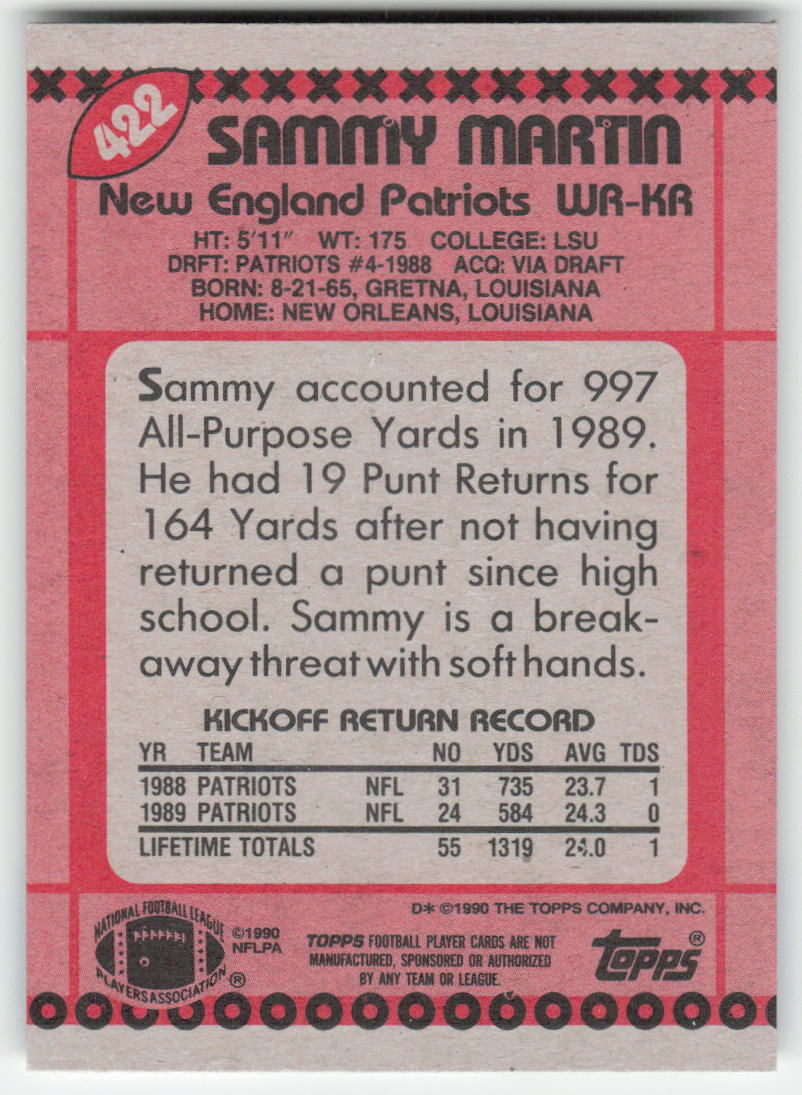 422
SAMMY MARTIN
New England Patriots WR-KR
HT: 5'11" WT: 175 COLLEGE: LSU
DRFT: PATRIOTS #4-1988 ACQ: VIA DRAFT
BORN: 8-21-65, GRETNA, LOUISIANA
HOME: NEW ORLEANS, LOUISIANA
Sammy accounted for 997
All-Purpose Yards in 1989.
He had 19 Punt Returns for
164 Yards after not having
returned a punt since high
school. Sammy is a break-
away threat with soft hands.
KICKOFF RETURN RECORD
YR TEAM NO YDS AVG TDS
1988 PATRIOTS NFL 31 735 23.7 1
1989 PATRIOTS NFL 24 584 24.3 0
LIFETIME TOTALS 55 1319 24.0 1
D* ©1990 THE TOPPS COMPANY, INC.
NATIONAL FOOTBALL LEAGUE
PLAYERS ASSOCIATION ®
©1990
NFLPA
TOPPS FOOTBALL PLAYER CARDS ARE NOT
MANUFACTURED, SPONSORED OR AUTHORIZED
BY ANY TEAM OR LEAGUE.
TOPPS ®